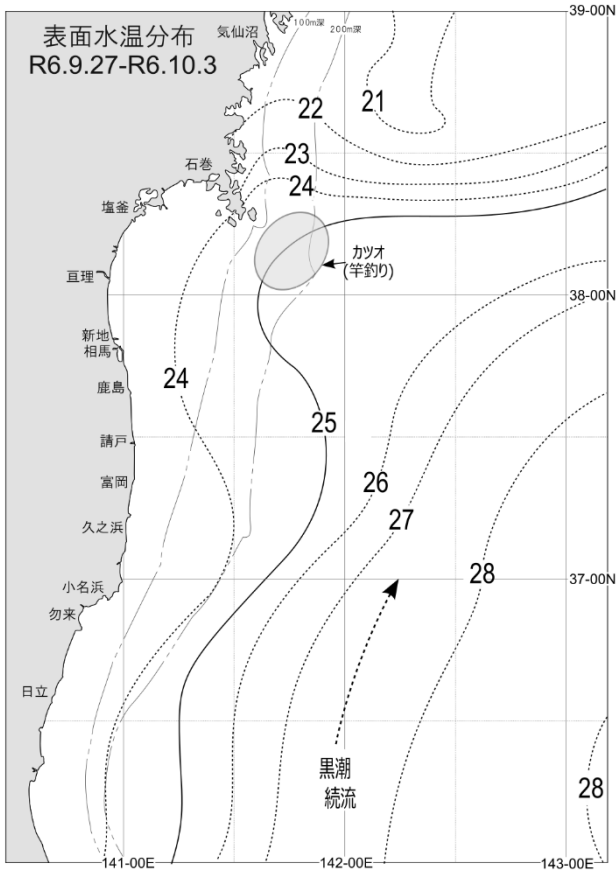 39-00N
表面水温分布
R6.9.27-R6.10.3
気仙沼
100m深
200m深
21
22
23
24
石巻
塩釜
カツオ
(竿釣り)
亘理
38-00N
新地
相馬
24
鹿島
25
請戸
富岡
26
27
久之浜
28
37-00N
小名浜
勿来
日立
黒潮
続流
28
141-00E
142-00E
143-00E